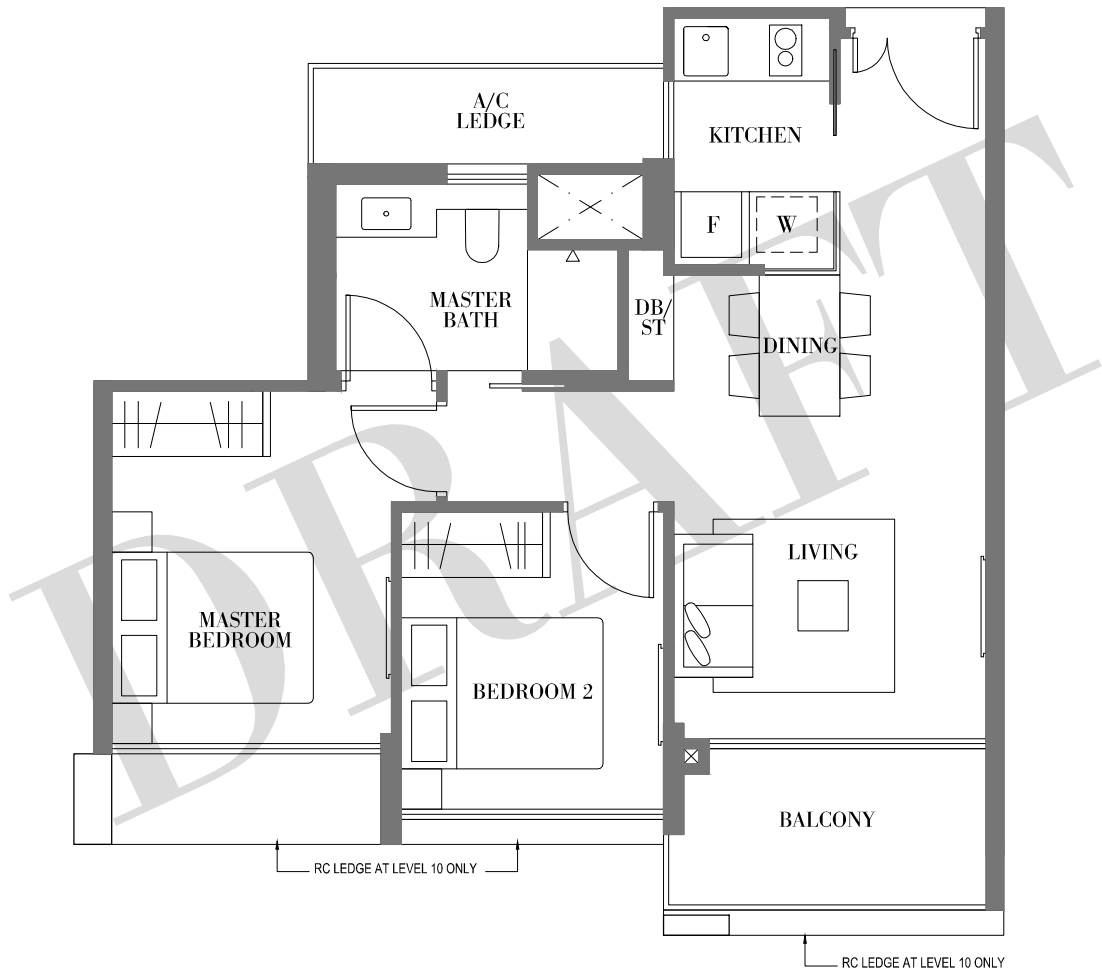 A/C
LEDGE
KITCHEN
F
W
MASTER
BATH
DB/
ST
DINING
LIVING
MASTER
BEDROOM
BEDROOM 2
BALCONY
RC LEDGE AT LEVEL 10 ONLY
RC LEDGE AT LEVEL 10 ONLY
DRAFT